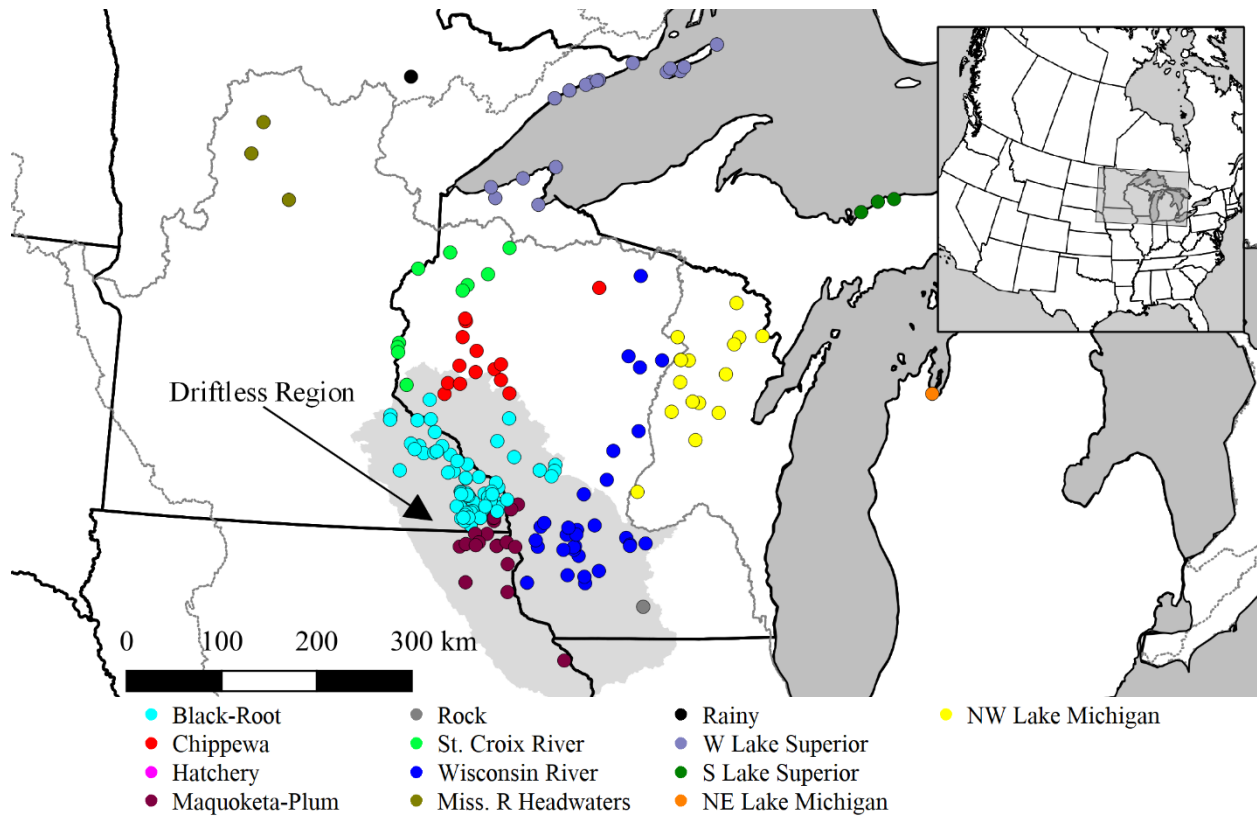 Driftless Region
0 100 200 300 km
Black-Root Rock Rainy NW Lake Michigan
Chippewa St. Croix River W Lake Superior
Hatchery Wisconsin River S Lake Superior
Maquoketa-Plum Miss. R Headwaters NE Lake Michigan